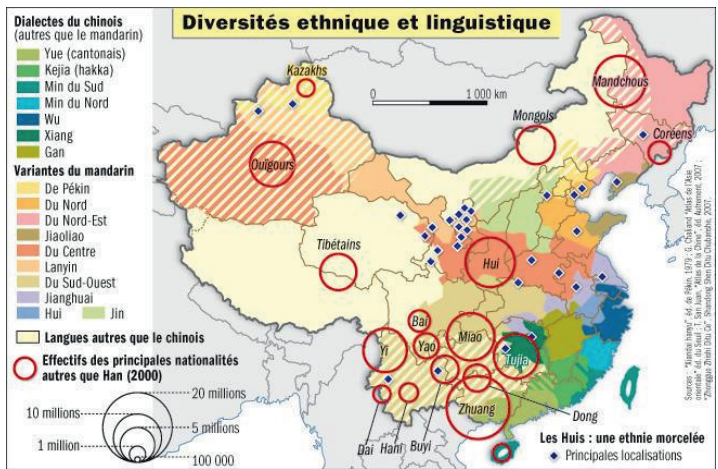 Diversités ethnique et linguistique
Dialectes du chinois
(autres que le mandarin)
Yue (cantonais)
Kejia (hakka)
Min du Sud
Min du Nord
Wu
Xiang
Gan
Variantes du mandarin
De Pékin
Du Nord
Du Nord-Est
Jiaoliao
Du Centre
Lanyin
Du Sud-Ouest
Jianghuai
Hui Jin
Langues autres que le chinois
Effectifs des principales nationalités
autres que Han (2000)
20 millions
10 millions
5 millions
1 million
100 000
0 1 000 km
Kazakhs
Mandchous
Mongols
Coréens
Ouïgours
Tibétains
Hui
Bai
Yi
Yao
Miao
Tujia
Zhuang
Dong
Dai
Hani
Buyi
Les Huis : une ethnie morcelée
Principales localisations